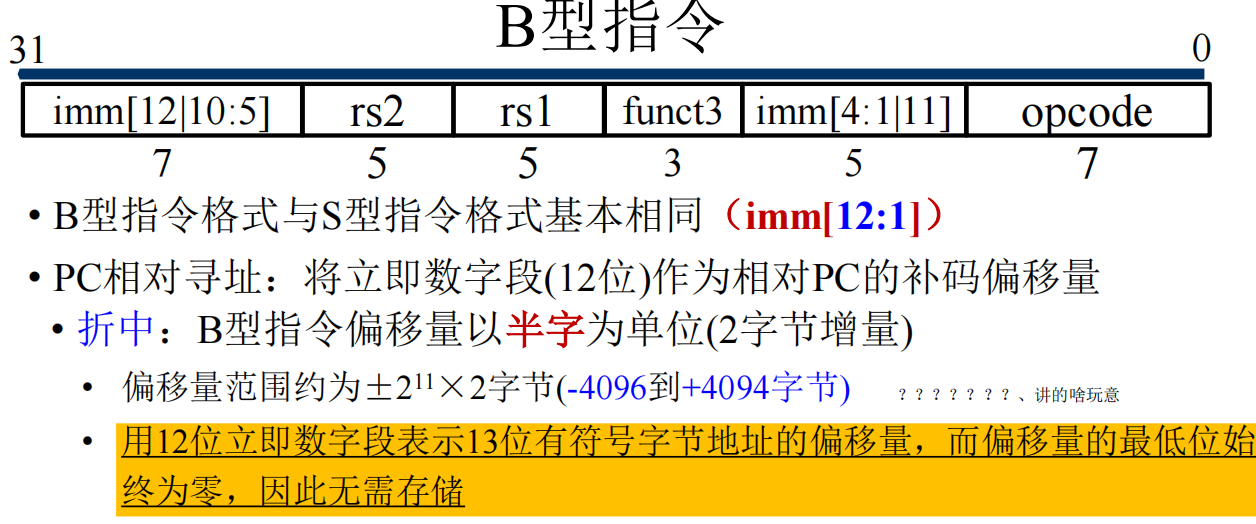 B型指令
31 0
imm[12|10:5] rs2 rs1 funct3 imm[4:1|11] opcode
7 5 5 3 5 7
• B型指令格式与S型指令格式基本相同（imm[12:1]）
• PC相对寻址：将立即数字段(12位)作为相对PC的补码偏移量
• 折中：B型指令偏移量以半字为单位(2字节增量)
• 偏移量范围约为±2¹¹×2字节(-4096到+4094字节) ？？？？？？？、讲的啥玩意
• 用12位立即数字段表示13位有符号字节地址的偏移量，而偏移量的最低位始
终为零，因此无需存储